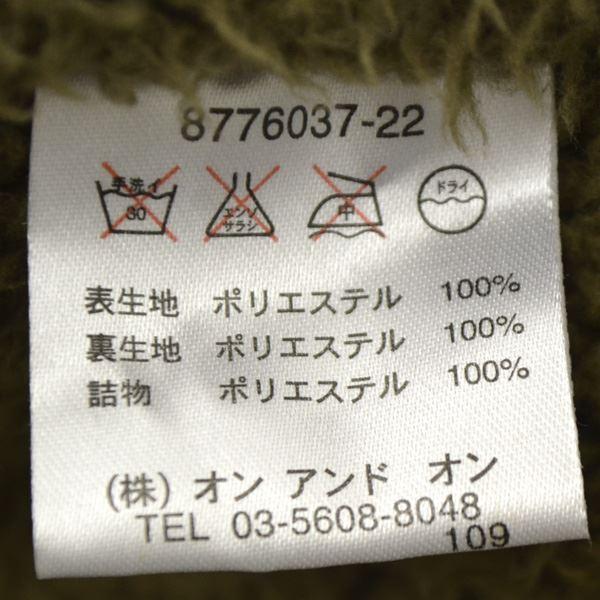 8776037-22
手洗イ 30 エンソ サラシ 中 ドライ
表生地 ポリエステル 100%
裏生地 ポリエステル 100%
詰物 ポリエステル 100%
(株) オン アンド オン
TEL 03-5608-8048
109